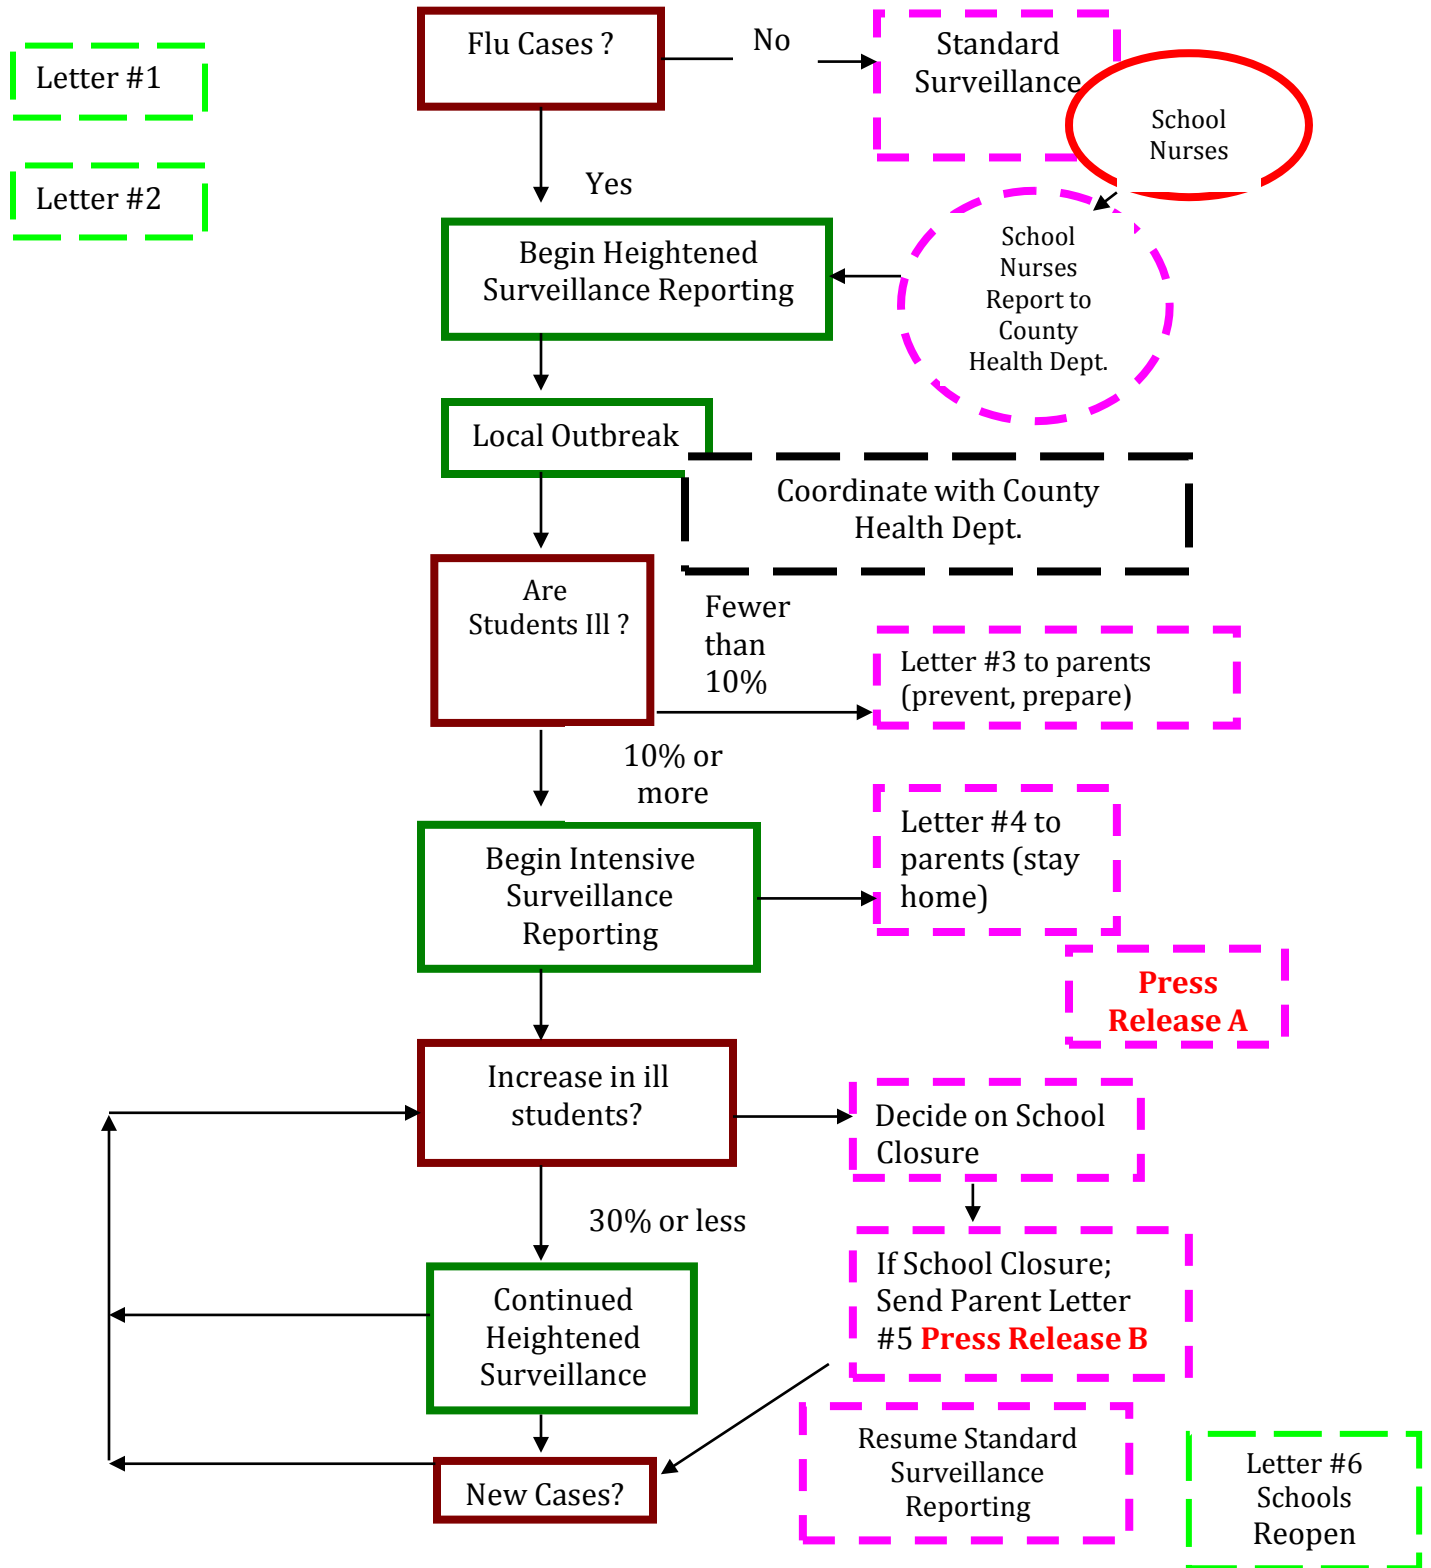 Flu Cases ?
No
Standard
Surveillance
School
Nurses
Letter #1
Letter #2
Yes
Begin Heightened
Surveillance Reporting
School
Nurses
Report to
County
Health Dept.
Local Outbreak
Coordinate with County
Health Dept.
Are
Students Ill ?
Fewer
than
10%
Letter #3 to parents
(prevent, prepare)
10% or
more
Begin Intensive
Surveillance
Reporting
Letter #4 to
parents (stay
home)
Press
Release A
Increase in ill
students?
Decide on School
Closure
30% or less
If School Closure;
Send Parent Letter
#5 Press Release B
Continued
Heightened
Surveillance
New Cases?
Resume Standard
Surveillance
Reporting
Letter #6
Schools
Reopen